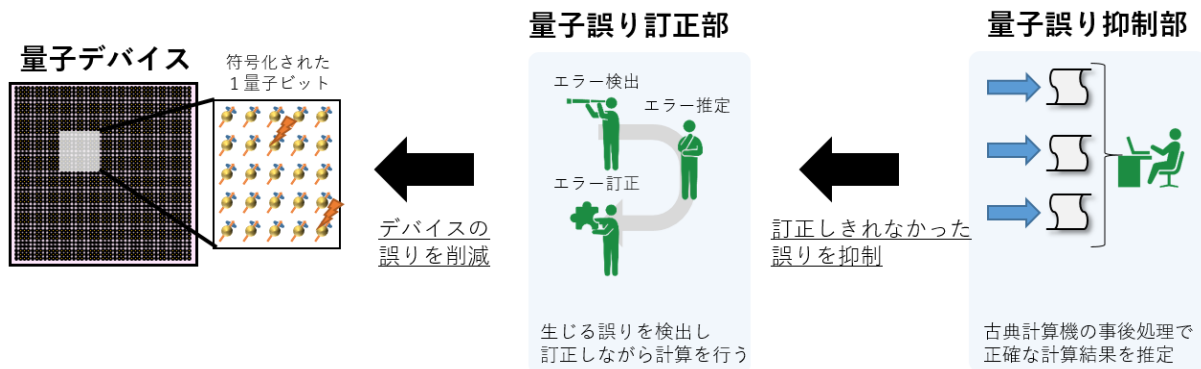 量子デバイス
符号化された
１量子ビット
デバイスの
誤りを削減
量子誤り訂正部
エラー検出
エラー推定
エラー訂正
生じる誤りを検出し
訂正しながら計算を行う
訂正しきれなかった
誤りを抑制
量子誤り抑制部
古典計算機の事後処理で
正確な計算結果を推定